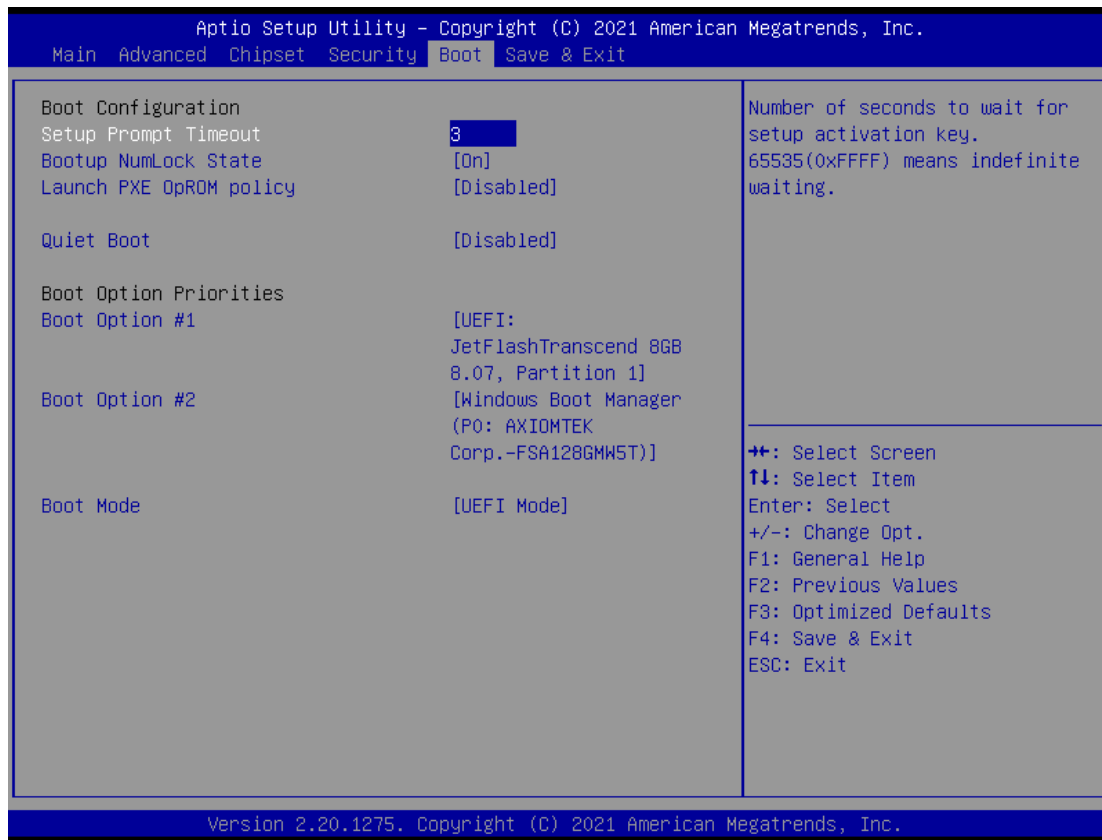 Aptio Setup Utility – Copyright (C) 2021 American Megatrends, Inc.
Main Advanced Chipset Security Boot Save & Exit
Boot Configuration
Setup Prompt Timeout 3
Bootup NumLock State [On]
Launch PXE OpROM policy [Disabled]
Quiet Boot [Disabled]
Boot Option Priorities
Boot Option #1 [UEFI:
JetFlashTranscend 8GB
8.07, Partition 1]
Boot Option #2 [Windows Boot Manager
(P0: AXIOMTEK
Corp.-FSA128GMW5T)]
Boot Mode [UEFI Mode]
Number of seconds to wait for
setup activation key.
65535(0xFFFF) means indefinite
waiting.
→←: Select Screen
↑↓: Select Item
Enter: Select
+/-: Change Opt.
F1: General Help
F2: Previous Values
F3: Optimized Defaults
F4: Save & Exit
ESC: Exit
Version 2.20.1275. Copyright (C) 2021 American Megatrends, Inc.